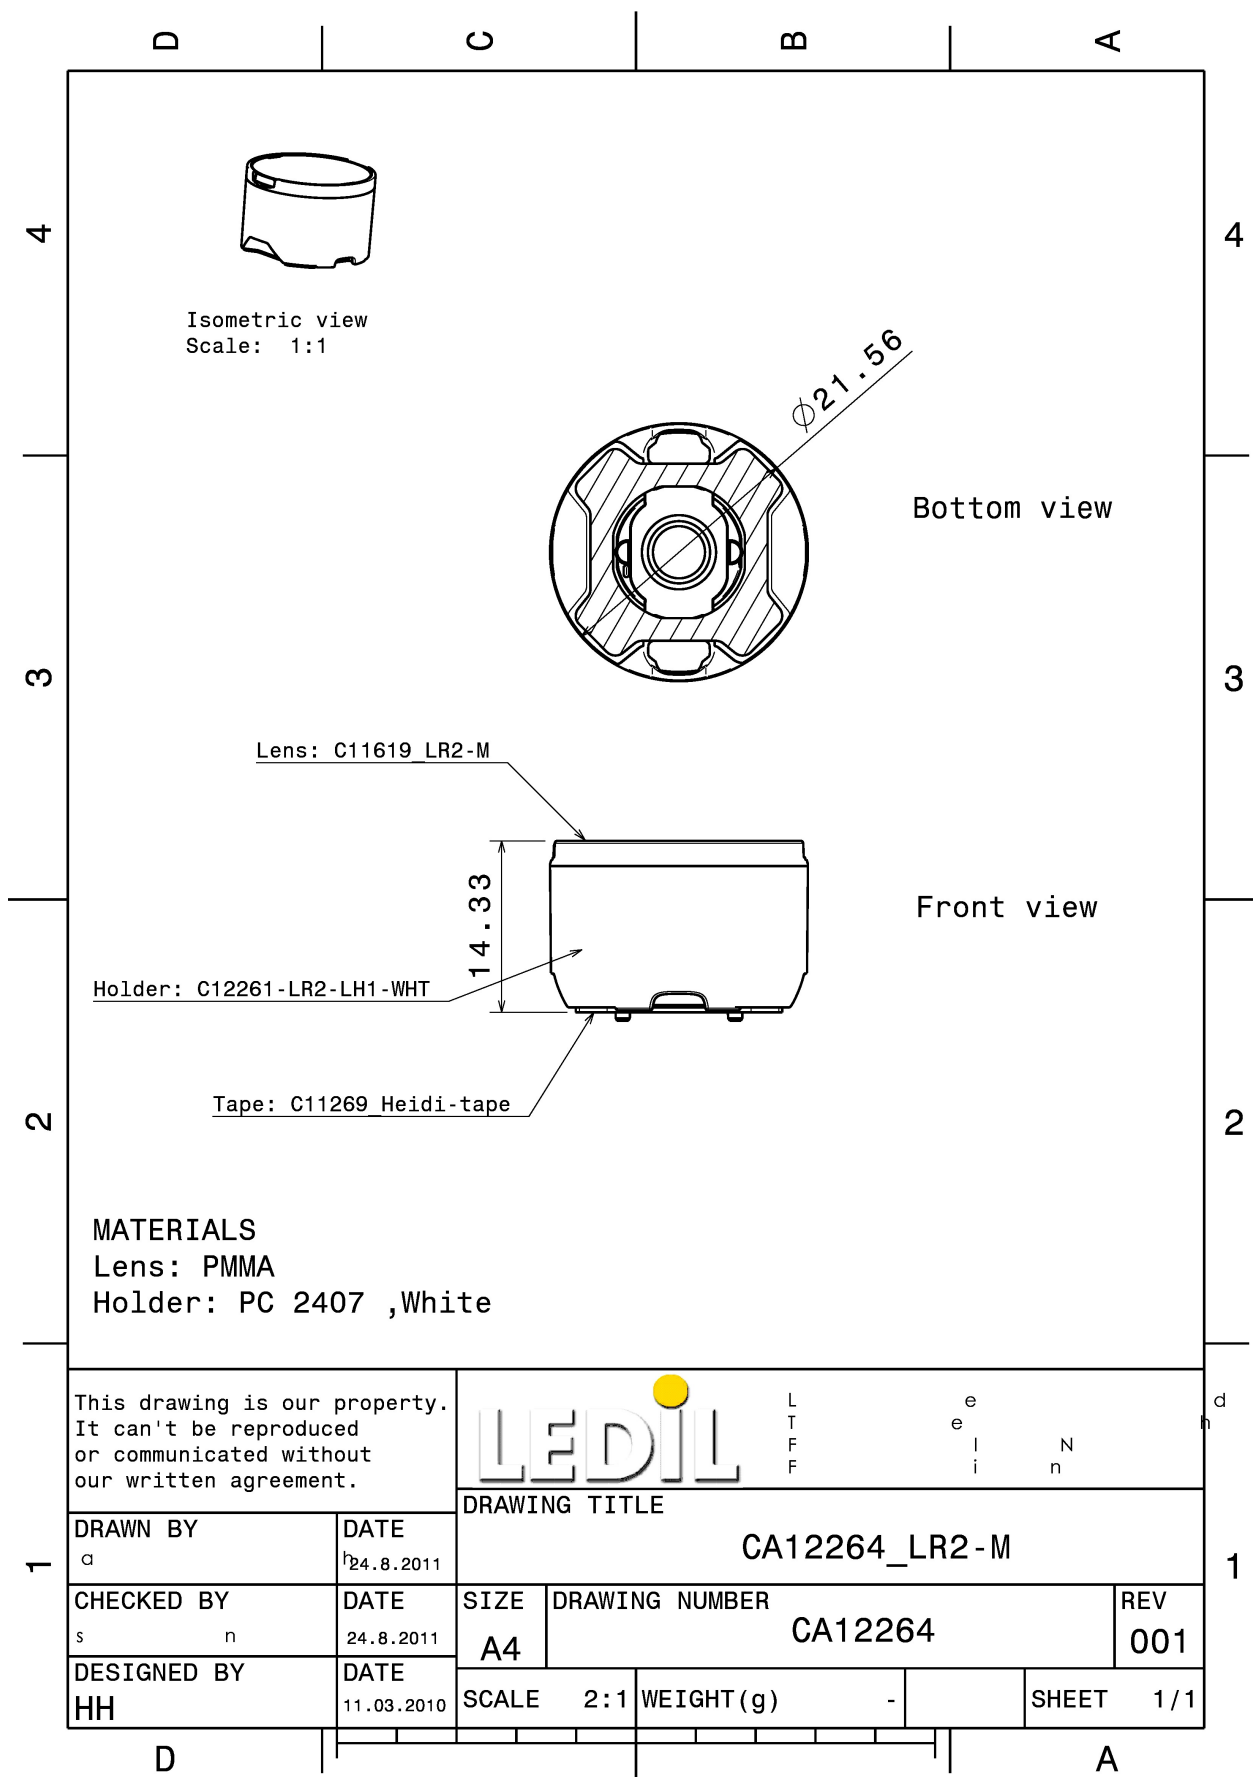 D C B A
4 4
Isometric view
Scale: 1:1
Ø21.56
Bottom view
3 3
Lens: C11619_LR2-M
14.33
Front view
Holder: C12261-LR2-LH1-WHT
Tape: C11269_Heidi-tape
2 2
MATERIALS
Lens: PMMA
Holder: PC 2407 ,White
This drawing is our property.
It can't be reproduced
or communicated without
our written agreement.
LEDiL
L e d
T e h
F l N
F i n
DRAWING TITLE
CA12264_LR2-M
DRAWN BY
a
DATE
h24.8.2011
1 1
CHECKED BY
s n
DATE
24.8.2011
SIZE
A4
DRAWING NUMBER
CA12264
REV
001
DESIGNED BY
HH
DATE
11.03.2010
SCALE 2:1
WEIGHT(g) -
SHEET 1/1
D A